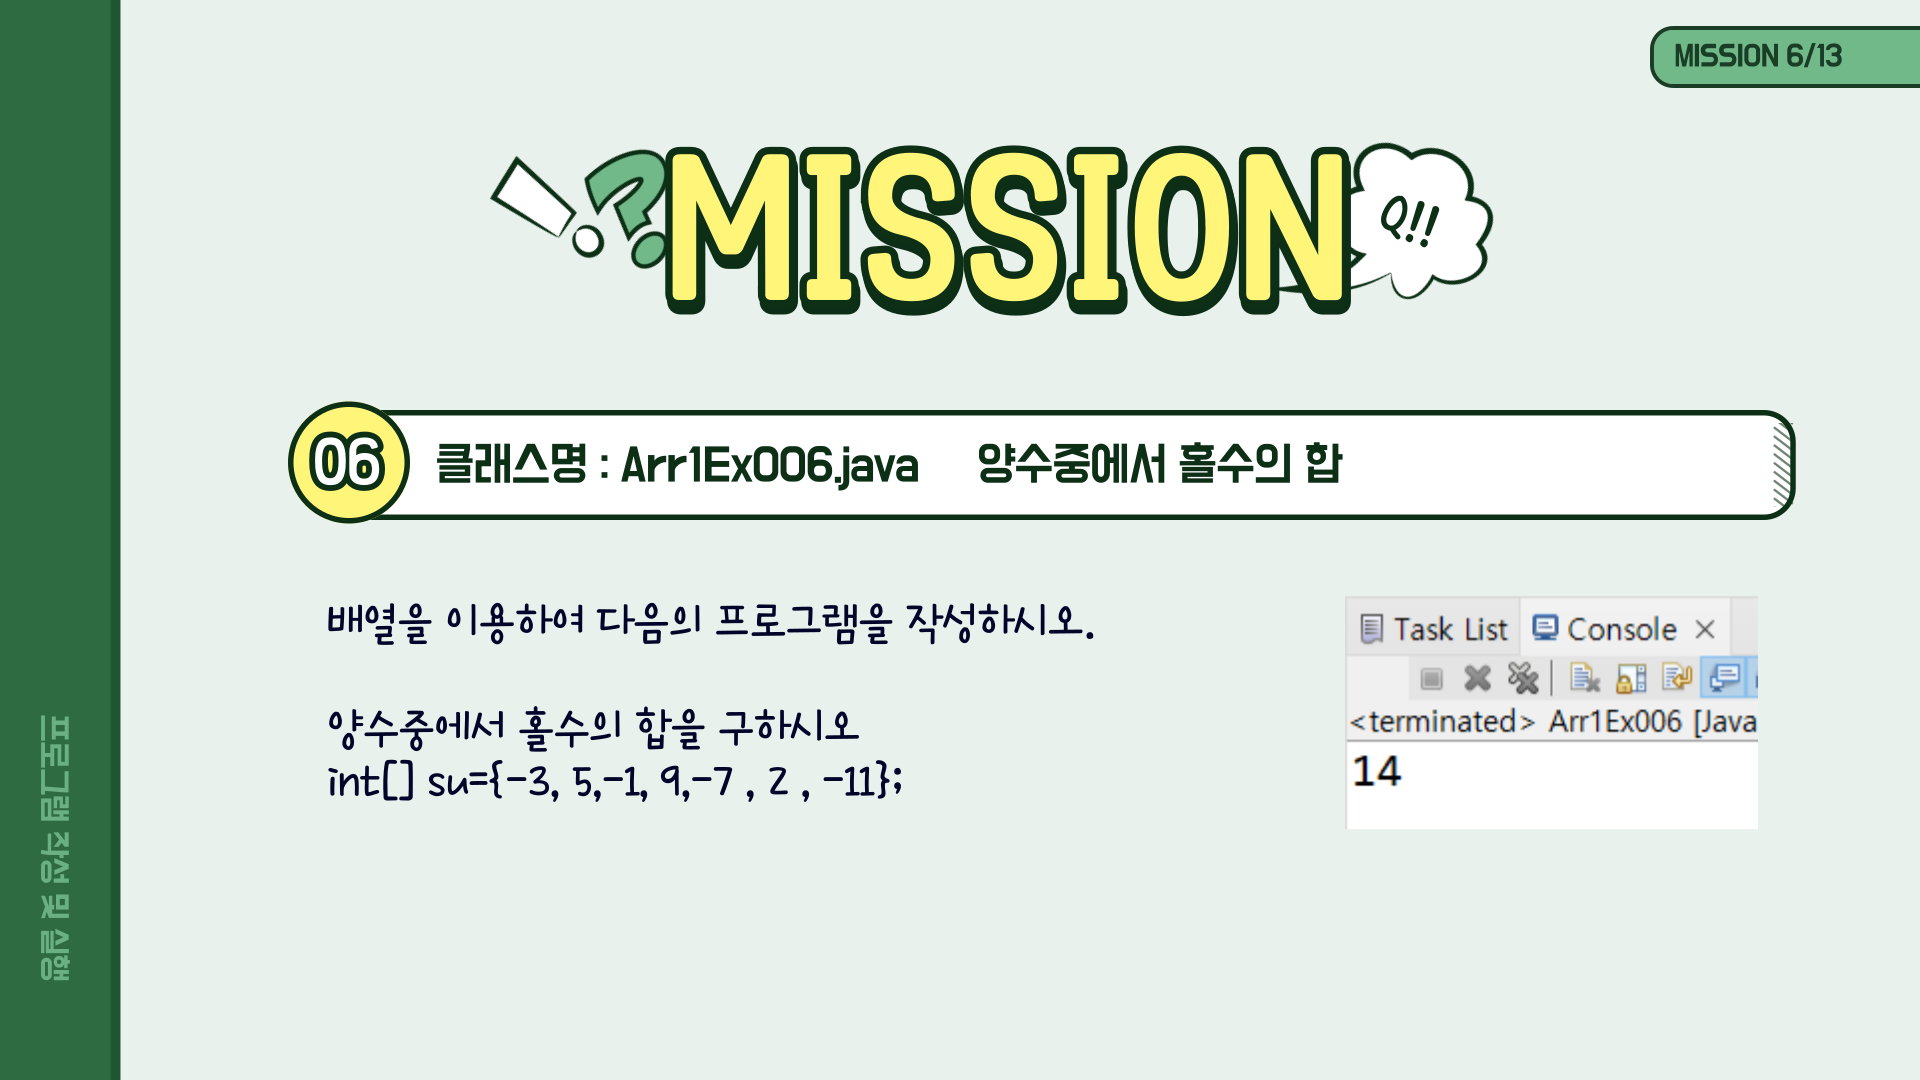 MISSION 6/13
MISSION
Q!!
06
클래스명 : Arr1Ex006.java 양수중에서 홀수의 합
배열을 이용하여 다음의 프로그램을 작성하시오.
양수중에서 홀수의 합을 구하시오
int[] su={-3, 5,-1, 9,-7 , 2 , -11};
Task List Console
<terminated> Arr1Ex006 [Java
14
프로그램 작성 및 실행